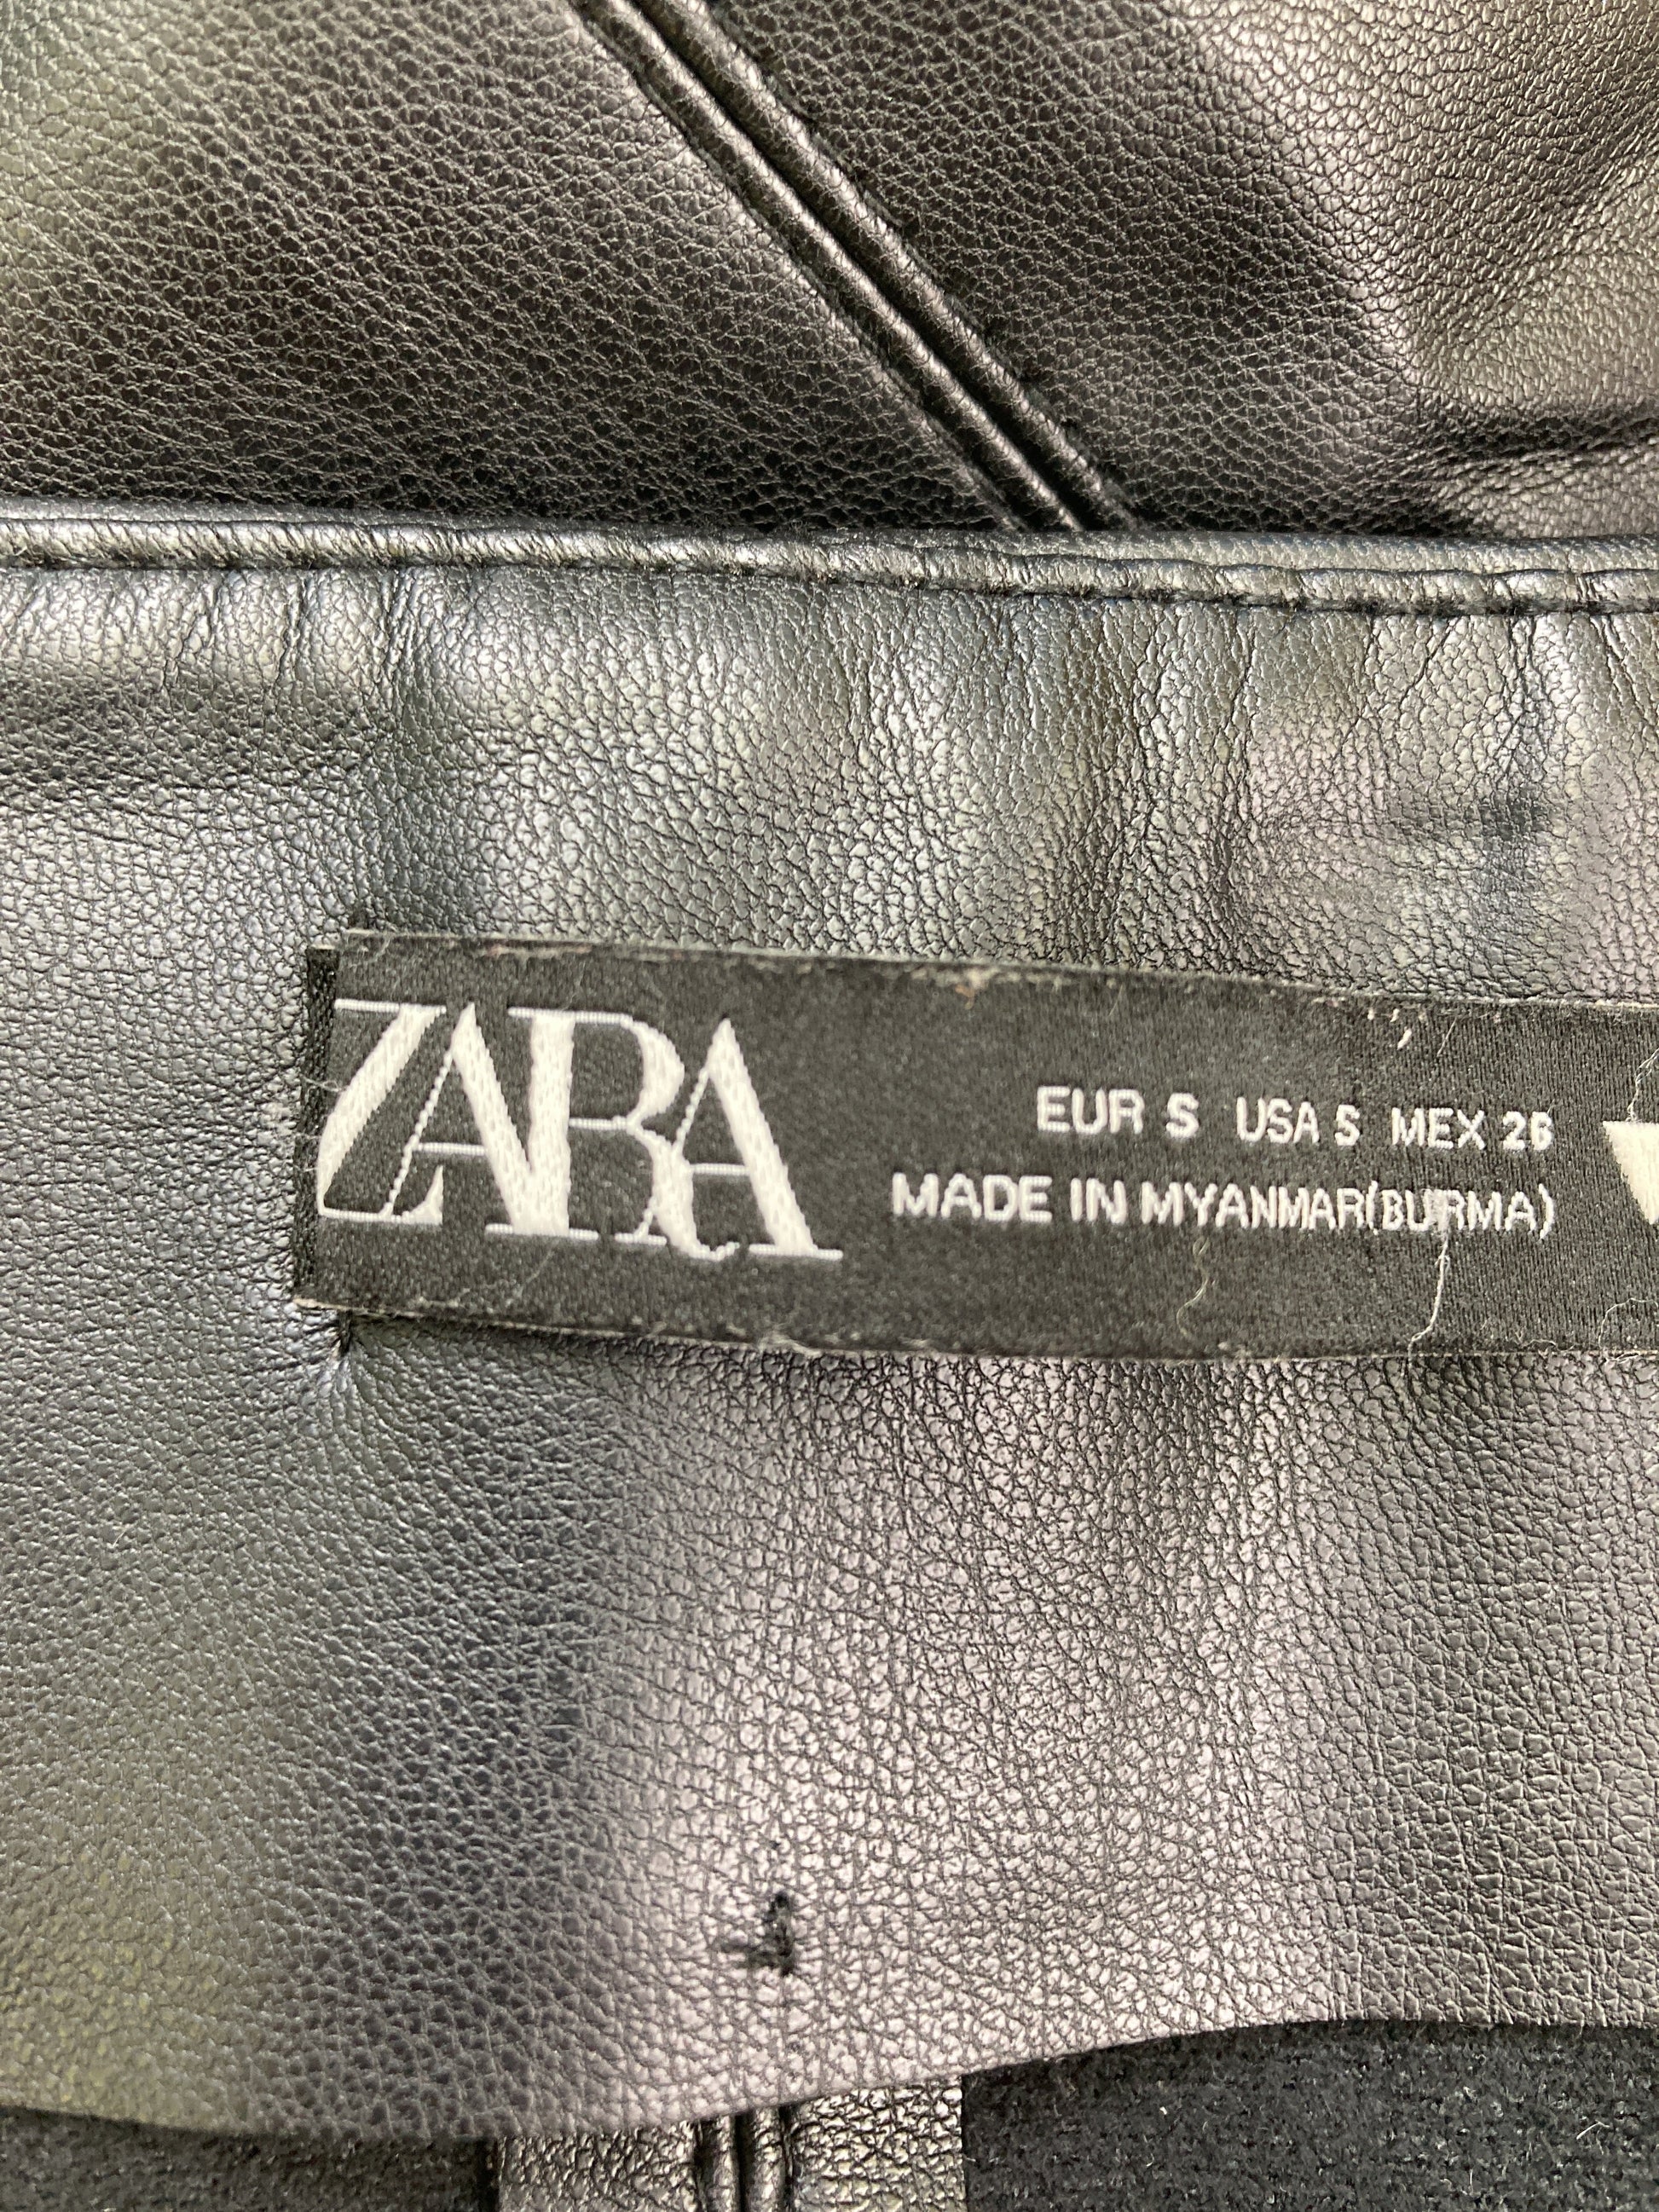 ZARA
EUR S USA S MEX 26
MADE IN MYANMAR(BURMA)